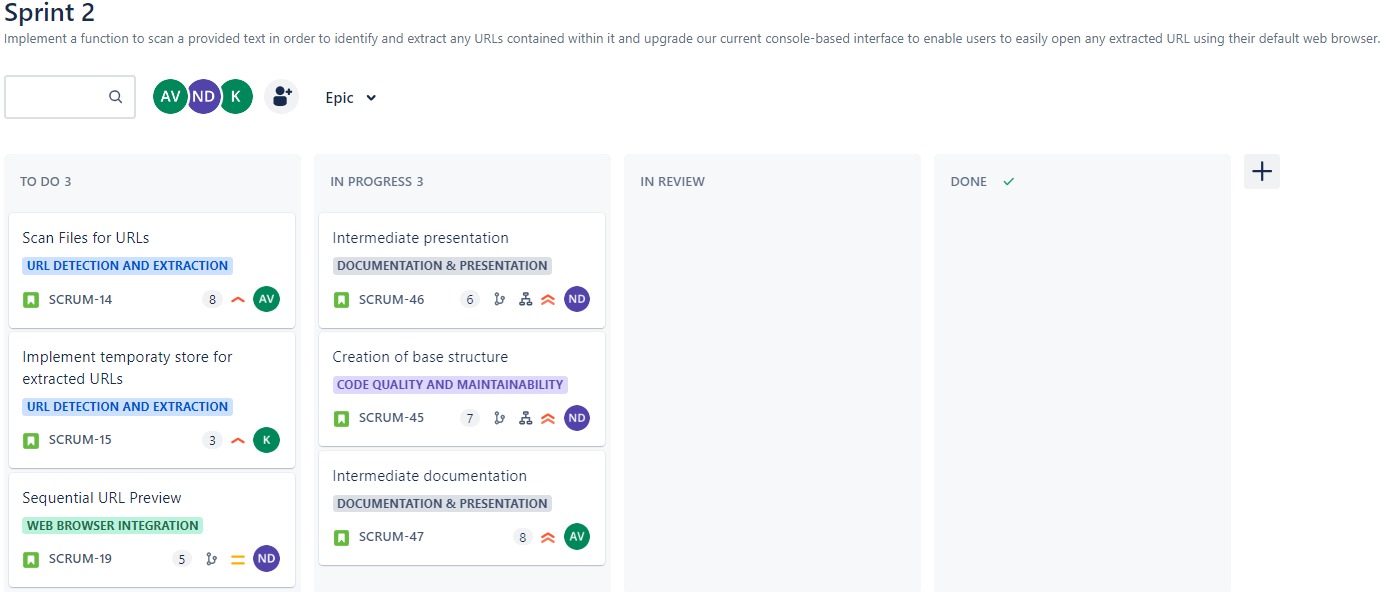 Sprint 2
Implement a function to scan a provided text in order to identify and extract any URLs contained within it and upgrade our current console-based interface to enable users to easily open any extracted URL using their default web browser.
AV ND K Epic
TO DO 3
Scan Files for URLs
URL DETECTION AND EXTRACTION
SCRUM-14 8 AV
Implement temporaty store for
extracted URLs
URL DETECTION AND EXTRACTION
SCRUM-15 3 K
Sequential URL Preview
WEB BROWSER INTEGRATION
SCRUM-19 5 ND
IN PROGRESS 3
Intermediate presentation
DOCUMENTATION & PRESENTATION
SCRUM-46 6 ND
Creation of base structure
CODE QUALITY AND MAINTAINABILITY
SCRUM-45 7 ND
Intermediate documentation
DOCUMENTATION & PRESENTATION
SCRUM-47 8 AV
IN REVIEW
DONE